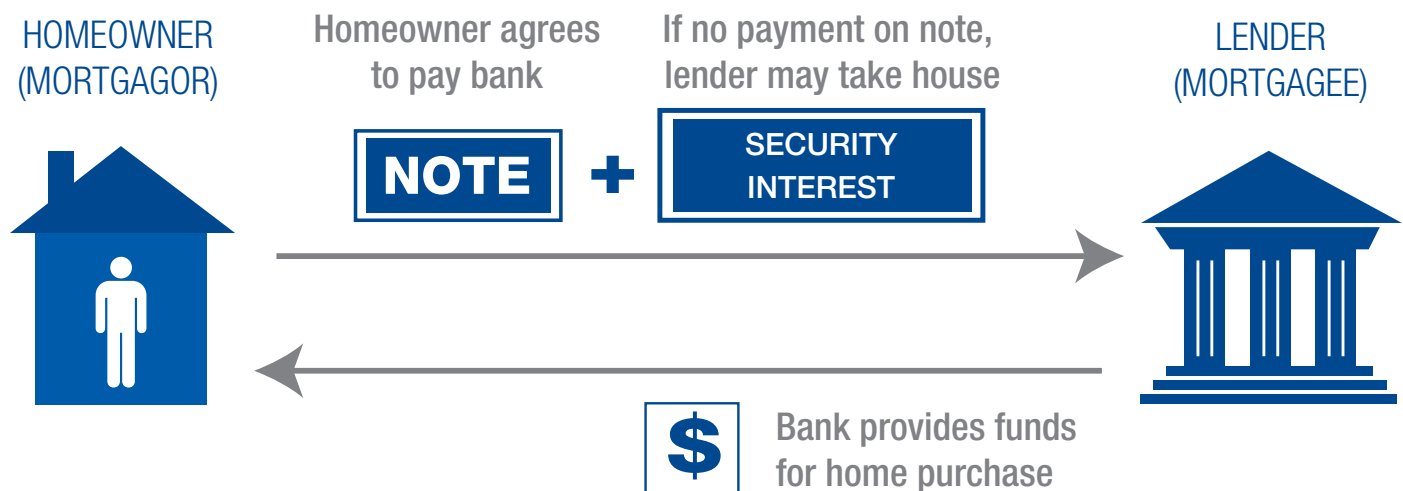 HOMEOWNER
(MORTGAGOR)
Homeowner agrees
to pay bank
If no payment on note,
lender may take house
LENDER
(MORTGAGEE)
NOTE
+
SECURITY
INTEREST
$
Bank provides funds
for home purchase